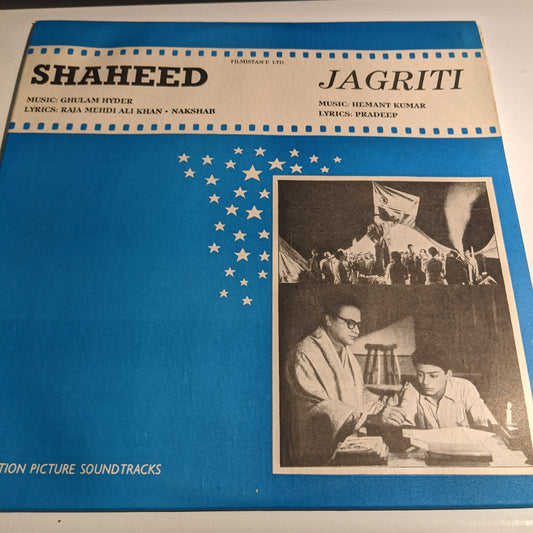 FILMISTAN P. LTD.
SHAHEED
MUSIC: GHULAM HYDER
LYRICS: RAJA MEHDI ALI KHAN • NAKSHAB
JAGRITI
MUSIC: HEMANT KUMAR
LYRICS: PRADEEP
TION PICTURE SOUNDTRACKS